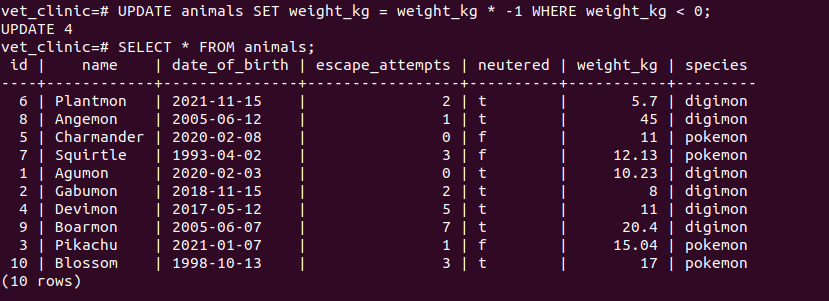 vet_clinic=# UPDATE animals SET weight_kg = weight_kg * -1 WHERE weight_kg < 0;
UPDATE 4
vet_clinic=# SELECT * FROM animals;
 id |    name    | date_of_birth | escape_attempts | neutered | weight_kg | species
----+------------+---------------+-----------------+----------+-----------+---------
  6 | Plantmon   | 2021-11-15    |               2 | t        |       5.7 | digimon
  8 | Angemon    | 2005-06-12    |               1 | t        |        45 | digimon
  5 | Charmander | 2020-02-08    |               0 | f        |        11 | pokemon
  7 | Squirtle   | 1993-04-02    |               3 | f        |     12.13 | pokemon
  1 | Agumon     | 2020-02-03    |               0 | t        |     10.23 | digimon
  2 | Gabumon    | 2018-11-15    |               2 | t        |         8 | digimon
  4 | Devimon    | 2017-05-12    |               5 | t        |        11 | digimon
  9 | Boarmon    | 2005-06-07    |               7 | t        |      20.4 | digimon
  3 | Pikachu    | 2021-01-07    |               1 | f        |     15.04 | pokemon
 10 | Blossom    | 1998-10-13    |               3 | t        |        17 | pokemon
(10 rows)